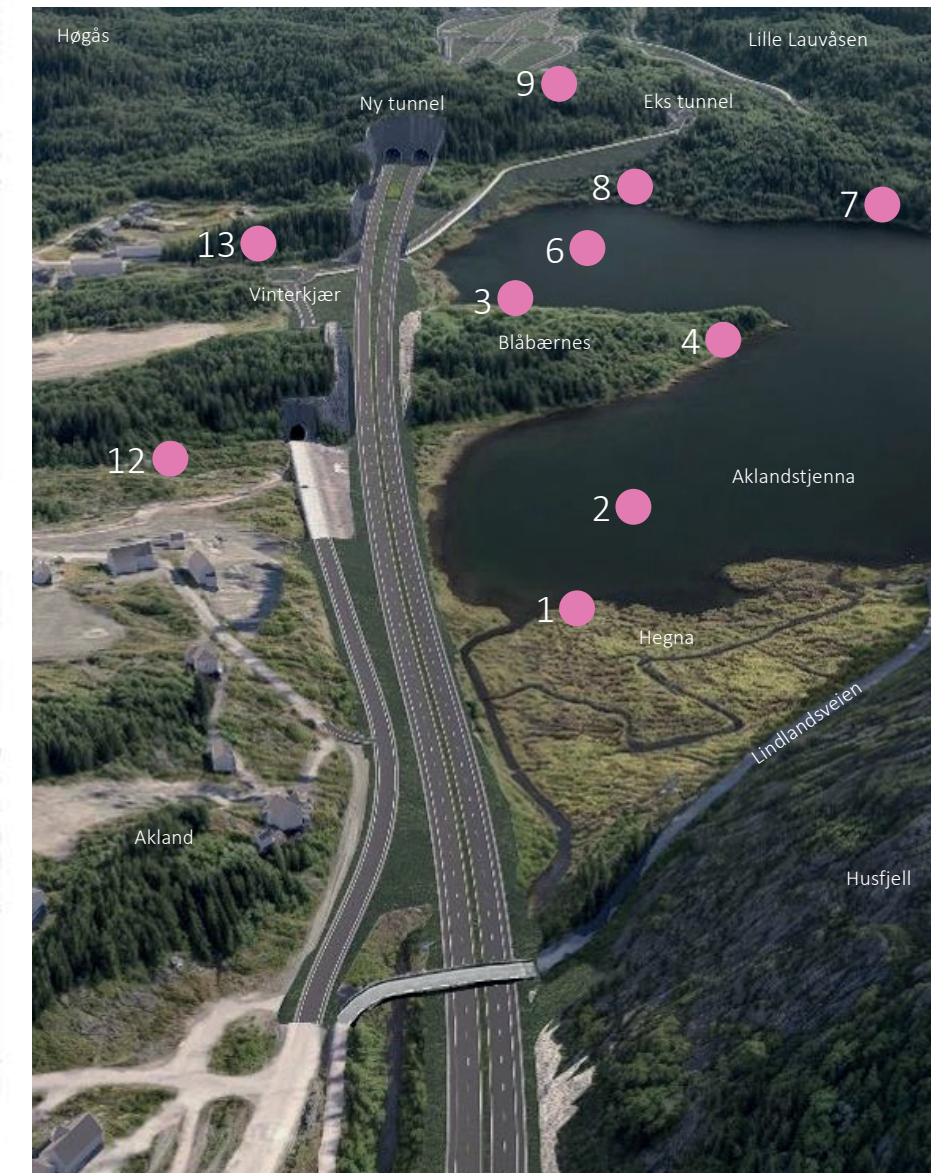 Høgås
Lille Lauvåsen
9
Ny tunnel
Eks tunnel
8
7
13
6
Vinterkjær
3
Blåbærnes
4
12
Aklandstjenna
2
1
Hegna
Lindlandsveien
Akland
Husfjell